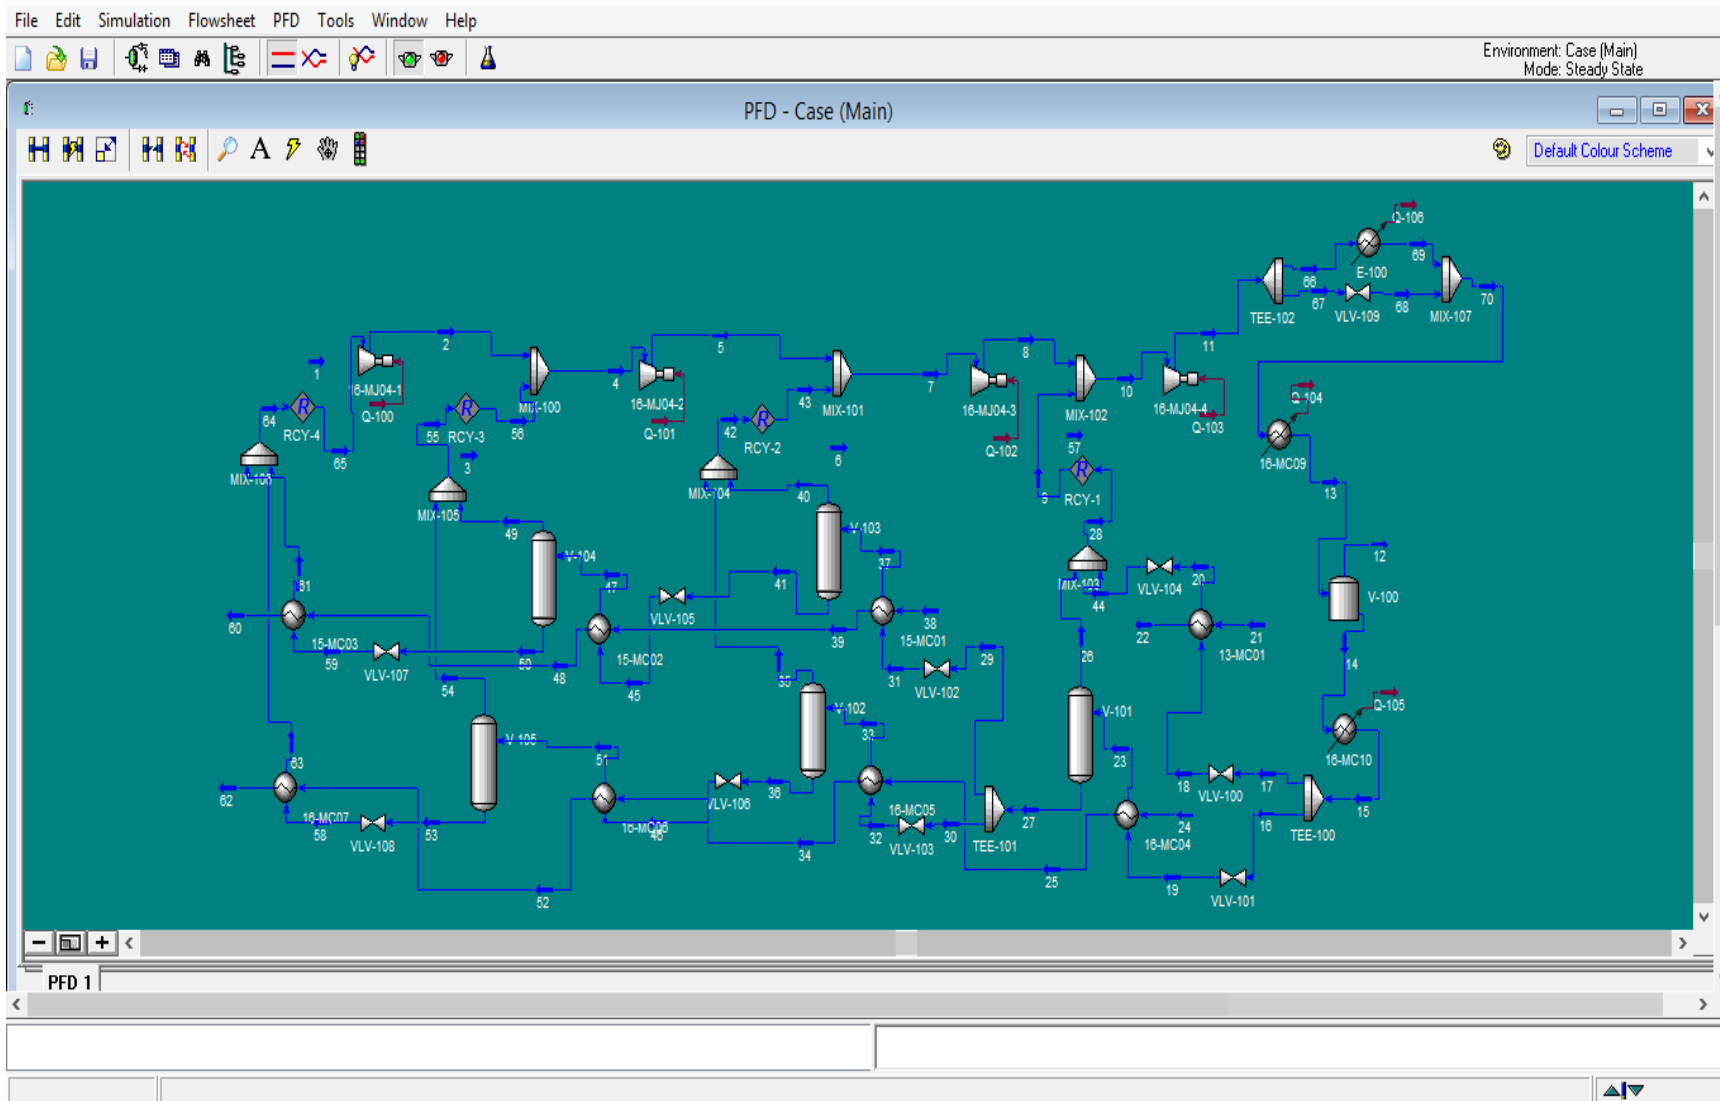 File Edit Simulation Flowsheet PFD Tools Window Help
Environment: Case (Main)
Mode: Steady State
PFD - Case (Main)
A
Default Colour Scheme
Q-106
66
69
E-100
67
68
70
TEE-102
VLV-109
MIX-107
1
2
5
8
11
16-MJ04-1
4
16-MJ04-2
7
16-MJ04-3
10
16-MJ04-4
Q-104
64
R
RCY-4
Q-100
65
55
R
RCY-3
56
MIX-100
Q-101
42
R
RCY-2
43
MIX-101
Q-102
57
MIX-102
Q-103
16-MC09
3
6
R
RCY-1
9
13
MIX-106
MIX-105
MIX-104
40
49
28
12
V-103
V-104
37
MIX-103
VLV-104
20
44
V-100
61
47
41
VLV-105
38
60
15-MC03
59
VLV-107
50
48
15-MC02
45
39
15-MC01
31
VLV-102
29
22
21
13-MC01
26
14
54
35
V-102
V-101
Q-105
V-105
51
33
23
16-MC10
63
62
16-MC07
58
VLV-108
53
16-MC06
46
VLV-106
36
16-MC05
32
VLV-103
30
TEE-101
27
18
VLV-100
17
15
24
16-MC04
16
TEE-100
34
25
19
VLV-101
52
PFD 1